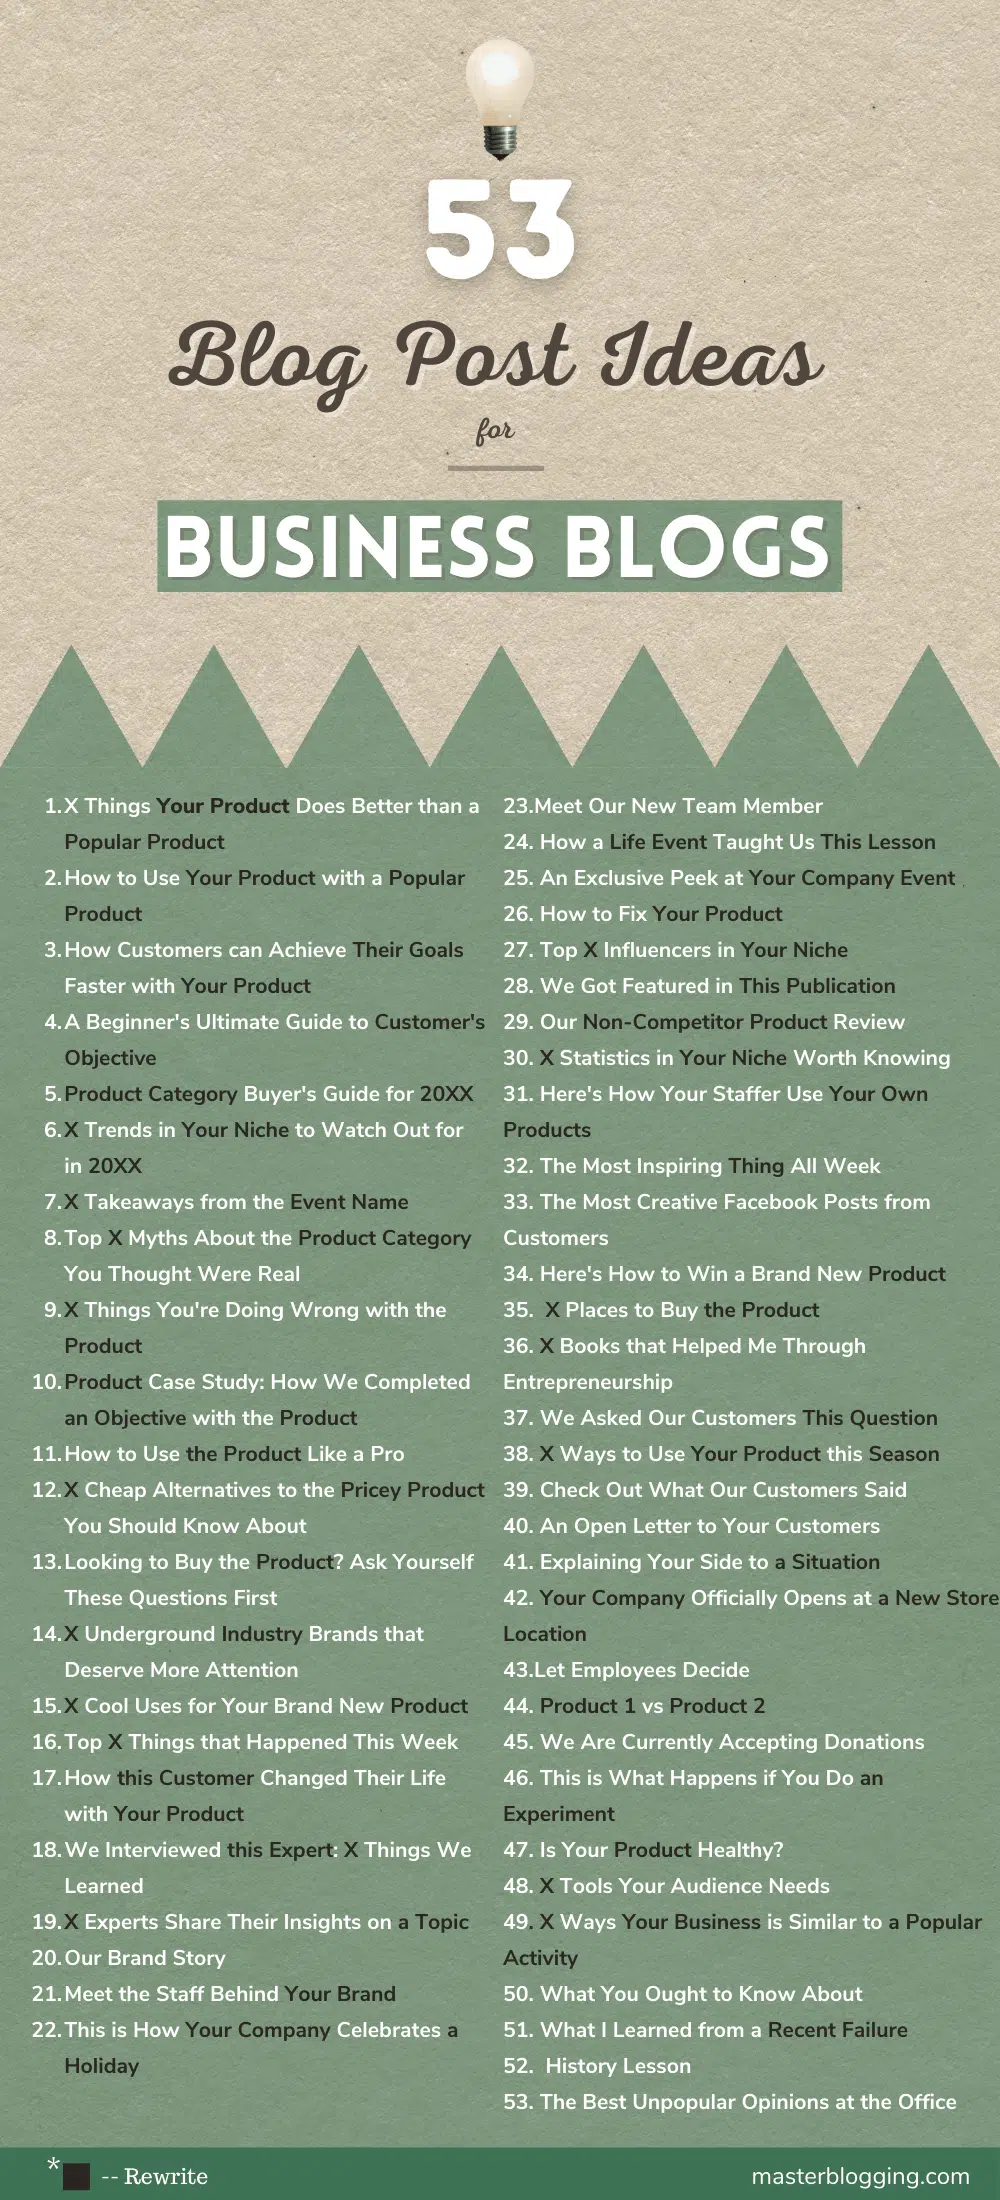 53
Blog Post Ideas
for
BUSINESS BLOGS
1. X Things Your Product Does Better than a
Popular Product
2. How to Use Your Product with a Popular
Product
3. How Customers can Achieve Their Goals
Faster with Your Product
4. A Beginner's Ultimate Guide to Customer's
Objective
5. Product Category Buyer's Guide for 20XX
6. X Trends in Your Niche to Watch Out for
in 20XX
7. X Takeaways from the Event Name
8. Top X Myths About the Product Category
You Thought Were Real
9. X Things You're Doing Wrong with the
Product
10. Product Case Study: How We Completed
an Objective with the Product
11. How to Use the Product Like a Pro
12. X Cheap Alternatives to the Pricey Product
You Should Know About
13. Looking to Buy the Product? Ask Yourself
These Questions First
14. X Underground Industry Brands that
Deserve More Attention
15. X Cool Uses for Your Brand New Product
16. Top X Things that Happened This Week
17. How this Customer Changed Their Life
with Your Product
18. We Interviewed this Expert: X Things We
Learned
19. X Experts Share Their Insights on a Topic
20. Our Brand Story
21. Meet the Staff Behind Your Brand
22. This is How Your Company Celebrates a
Holiday
23.Meet Our New Team Member
24. How a Life Event Taught Us This Lesson
25. An Exclusive Peek at Your Company Event
26. How to Fix Your Product
27. Top X Influencers in Your Niche
28. We Got Featured in This Publication
29. Our Non-Competitor Product Review
30. X Statistics in Your Niche Worth Knowing
31. Here's How Your Staffer Use Your Own
Products
32. The Most Inspiring Thing All Week
33. The Most Creative Facebook Posts from
Customers
34. Here's How to Win a Brand New Product
35. X Places to Buy the Product
36. X Books that Helped Me Through
Entrepreneurship
37. We Asked Our Customers This Question
38. X Ways to Use Your Product this Season
39. Check Out What Our Customers Said
40. An Open Letter to Your Customers
41. Explaining Your Side to a Situation
42. Your Company Officially Opens at a New Store
Location
43.Let Employees Decide
44. Product 1 vs Product 2
45. We Are Currently Accepting Donations
46. This is What Happens if You Do an
Experiment
47. Is Your Product Healthy?
48. X Tools Your Audience Needs
49. X Ways Your Business is Similar to a Popular
Activity
50. What You Ought to Know About
51. What I Learned from a Recent Failure
52. History Lesson
53. The Best Unpopular Opinions at the Office
* -- Rewrite
masterblogging.com